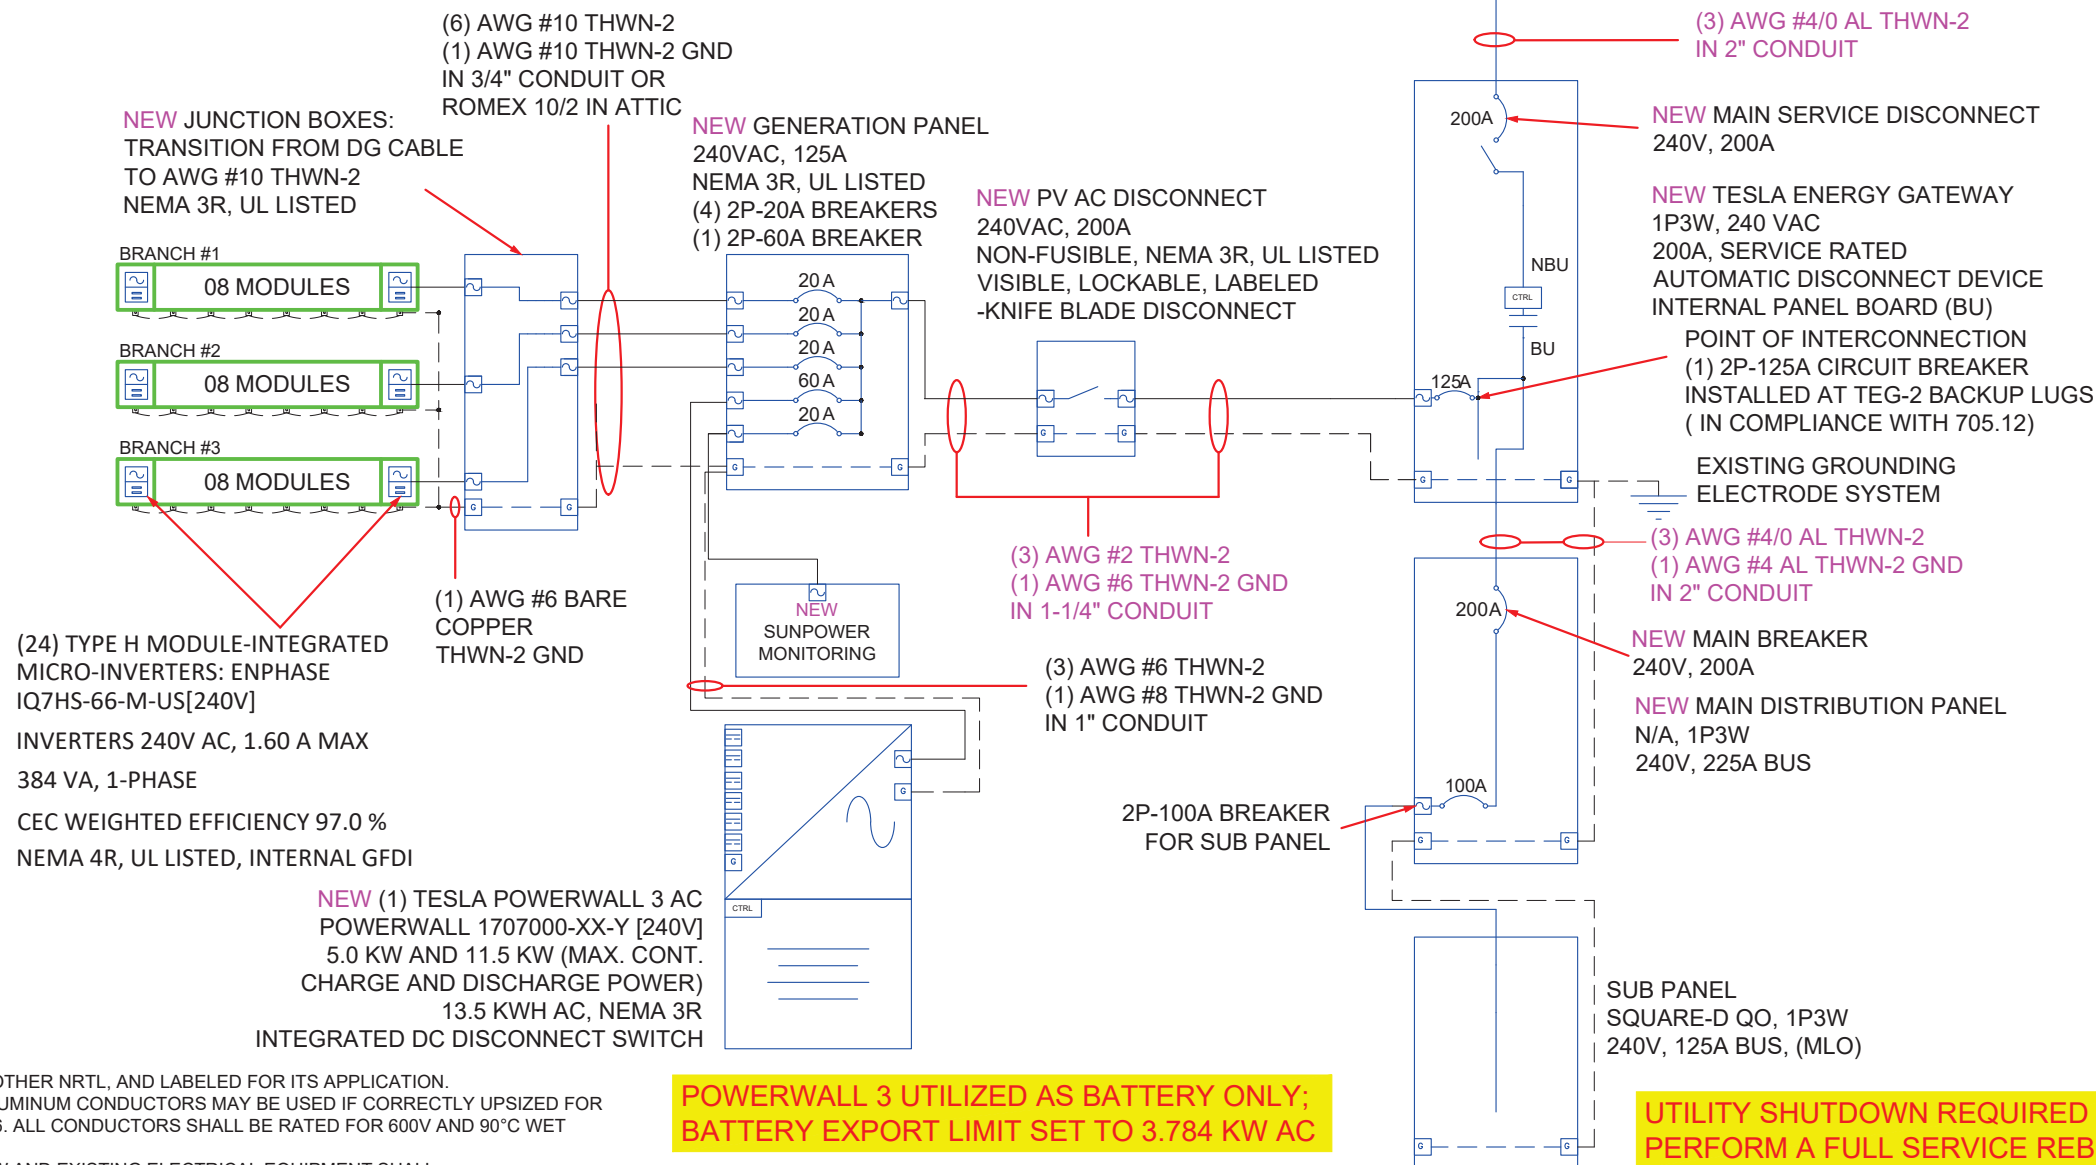 (6) AWG #10 THWN-2
(1) AWG #10 THWN-2 GND
IN 3/4" CONDUIT OR
ROMEX 10/2 IN ATTIC
NEW JUNCTION BOXES:
TRANSITION FROM DG CABLE
TO AWG #10 THWN-2
NEMA 3R, UL LISTED
NEW GENERATION PANEL
240VAC, 125A
NEMA 3R, UL LISTED
(4) 2P-20A BREAKERS
(1) 2P-60A BREAKER
NEW PV AC DISCONNECT
240VAC, 200A
NON-FUSIBLE, NEMA 3R, UL LISTED
VISIBLE, LOCKABLE, LABELED
-KNIFE BLADE DISCONNECT
(3) AWG #4/0 AL THWN-2
IN 2" CONDUIT
200A
NEW MAIN SERVICE DISCONNECT
240V, 200A
NEW TESLA ENERGY GATEWAY
1P3W, 240 VAC
200A, SERVICE RATED
AUTOMATIC DISCONNECT DEVICE
INTERNAL PANEL BOARD (BU)
NBU
CTRL
BU
125A
POINT OF INTERCONNECTION
(1) 2P-125A CIRCUIT BREAKER
INSTALLED AT TEG-2 BACKUP LUGS
( IN COMPLIANCE WITH 705.12)
G
G
EXISTING GROUNDING
ELECTRODE SYSTEM
BRANCH #1
08 MODULES
BRANCH #2
08 MODULES
BRANCH #3
08 MODULES
G
G
20 A
20 A
20 A
60 A
20 A
G
G
G
G
(1) AWG #6 BARE
COPPER
THWN-2 GND
(24) TYPE H MODULE-INTEGRATED
MICRO-INVERTERS: ENPHASE
IQ7HS-66-M-US[240V]
INVERTERS 240V AC, 1.60 A MAX
384 VA, 1-PHASE
CEC WEIGHTED EFFICIENCY 97.0 %
NEMA 4R, UL LISTED, INTERNAL GFDI
NEW
SUNPOWER
MONITORING
(3) AWG #2 THWN-2
(1) AWG #6 THWN-2 GND
IN 1-1/4" CONDUIT
(3) AWG #6 THWN-2
(1) AWG #8 THWN-2 GND
IN 1" CONDUIT
(3) AWG #4/0 AL THWN-2
(1) AWG #4 AL THWN-2 GND
IN 2" CONDUIT
200A
NEW MAIN BREAKER
240V, 200A
NEW MAIN DISTRIBUTION PANEL
N/A, 1P3W
240V, 225A BUS
100A
2P-100A BREAKER
FOR SUB PANEL
G
G
G
G
CTRL
NEW (1) TESLA POWERWALL 3 AC
POWERWALL 1707000-XX-Y [240V]
5.0 KW AND 11.5 KW (MAX. CONT.
CHARGE AND DISCHARGE POWER)
13.5 KWH AC, NEMA 3R
INTEGRATED DC DISCONNECT SWITCH
SUB PANEL
SQUARE-D QO, 1P3W
240V, 125A BUS, (MLO)
G
G
OTHER NRTL, AND LABELED FOR ITS APPLICATION.
UMINUM CONDUCTORS MAY BE USED IF CORRECTLY UPSIZED FOR
. ALL CONDUCTORS SHALL BE RATED FOR 600V AND 90°C WET
AND EXISTING ELECTRICAL EQUIPMENT SHALL
POWERWALL 3 UTILIZED AS BATTERY ONLY;
BATTERY EXPORT LIMIT SET TO 3.784 KW AC
UTILITY SHUTDOWN REQUIRED
PERFORM A FULL SERVICE REB